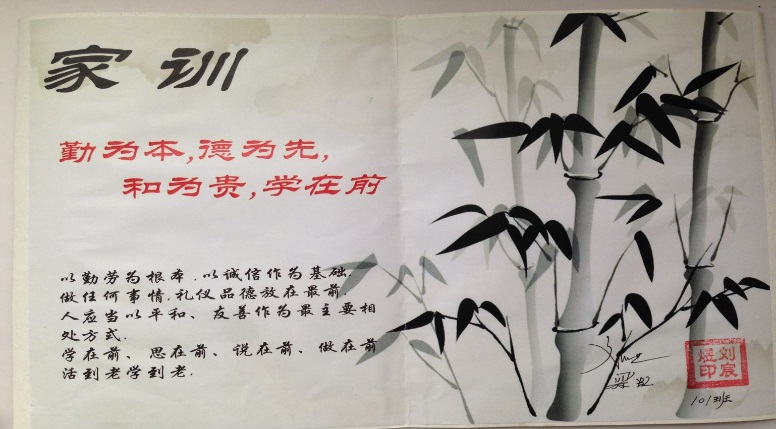 家训
勤为本,德为先,
和为贵,学在前
以勤劳为根本.以诚信作为基础.
做任何事情.礼仪品德放在最前.
人应当以平和、友善作为最主要相
处方式.
学在前、思在前、说在前、做在前
活到老学到老.
梁
刘宸
煜印
101班